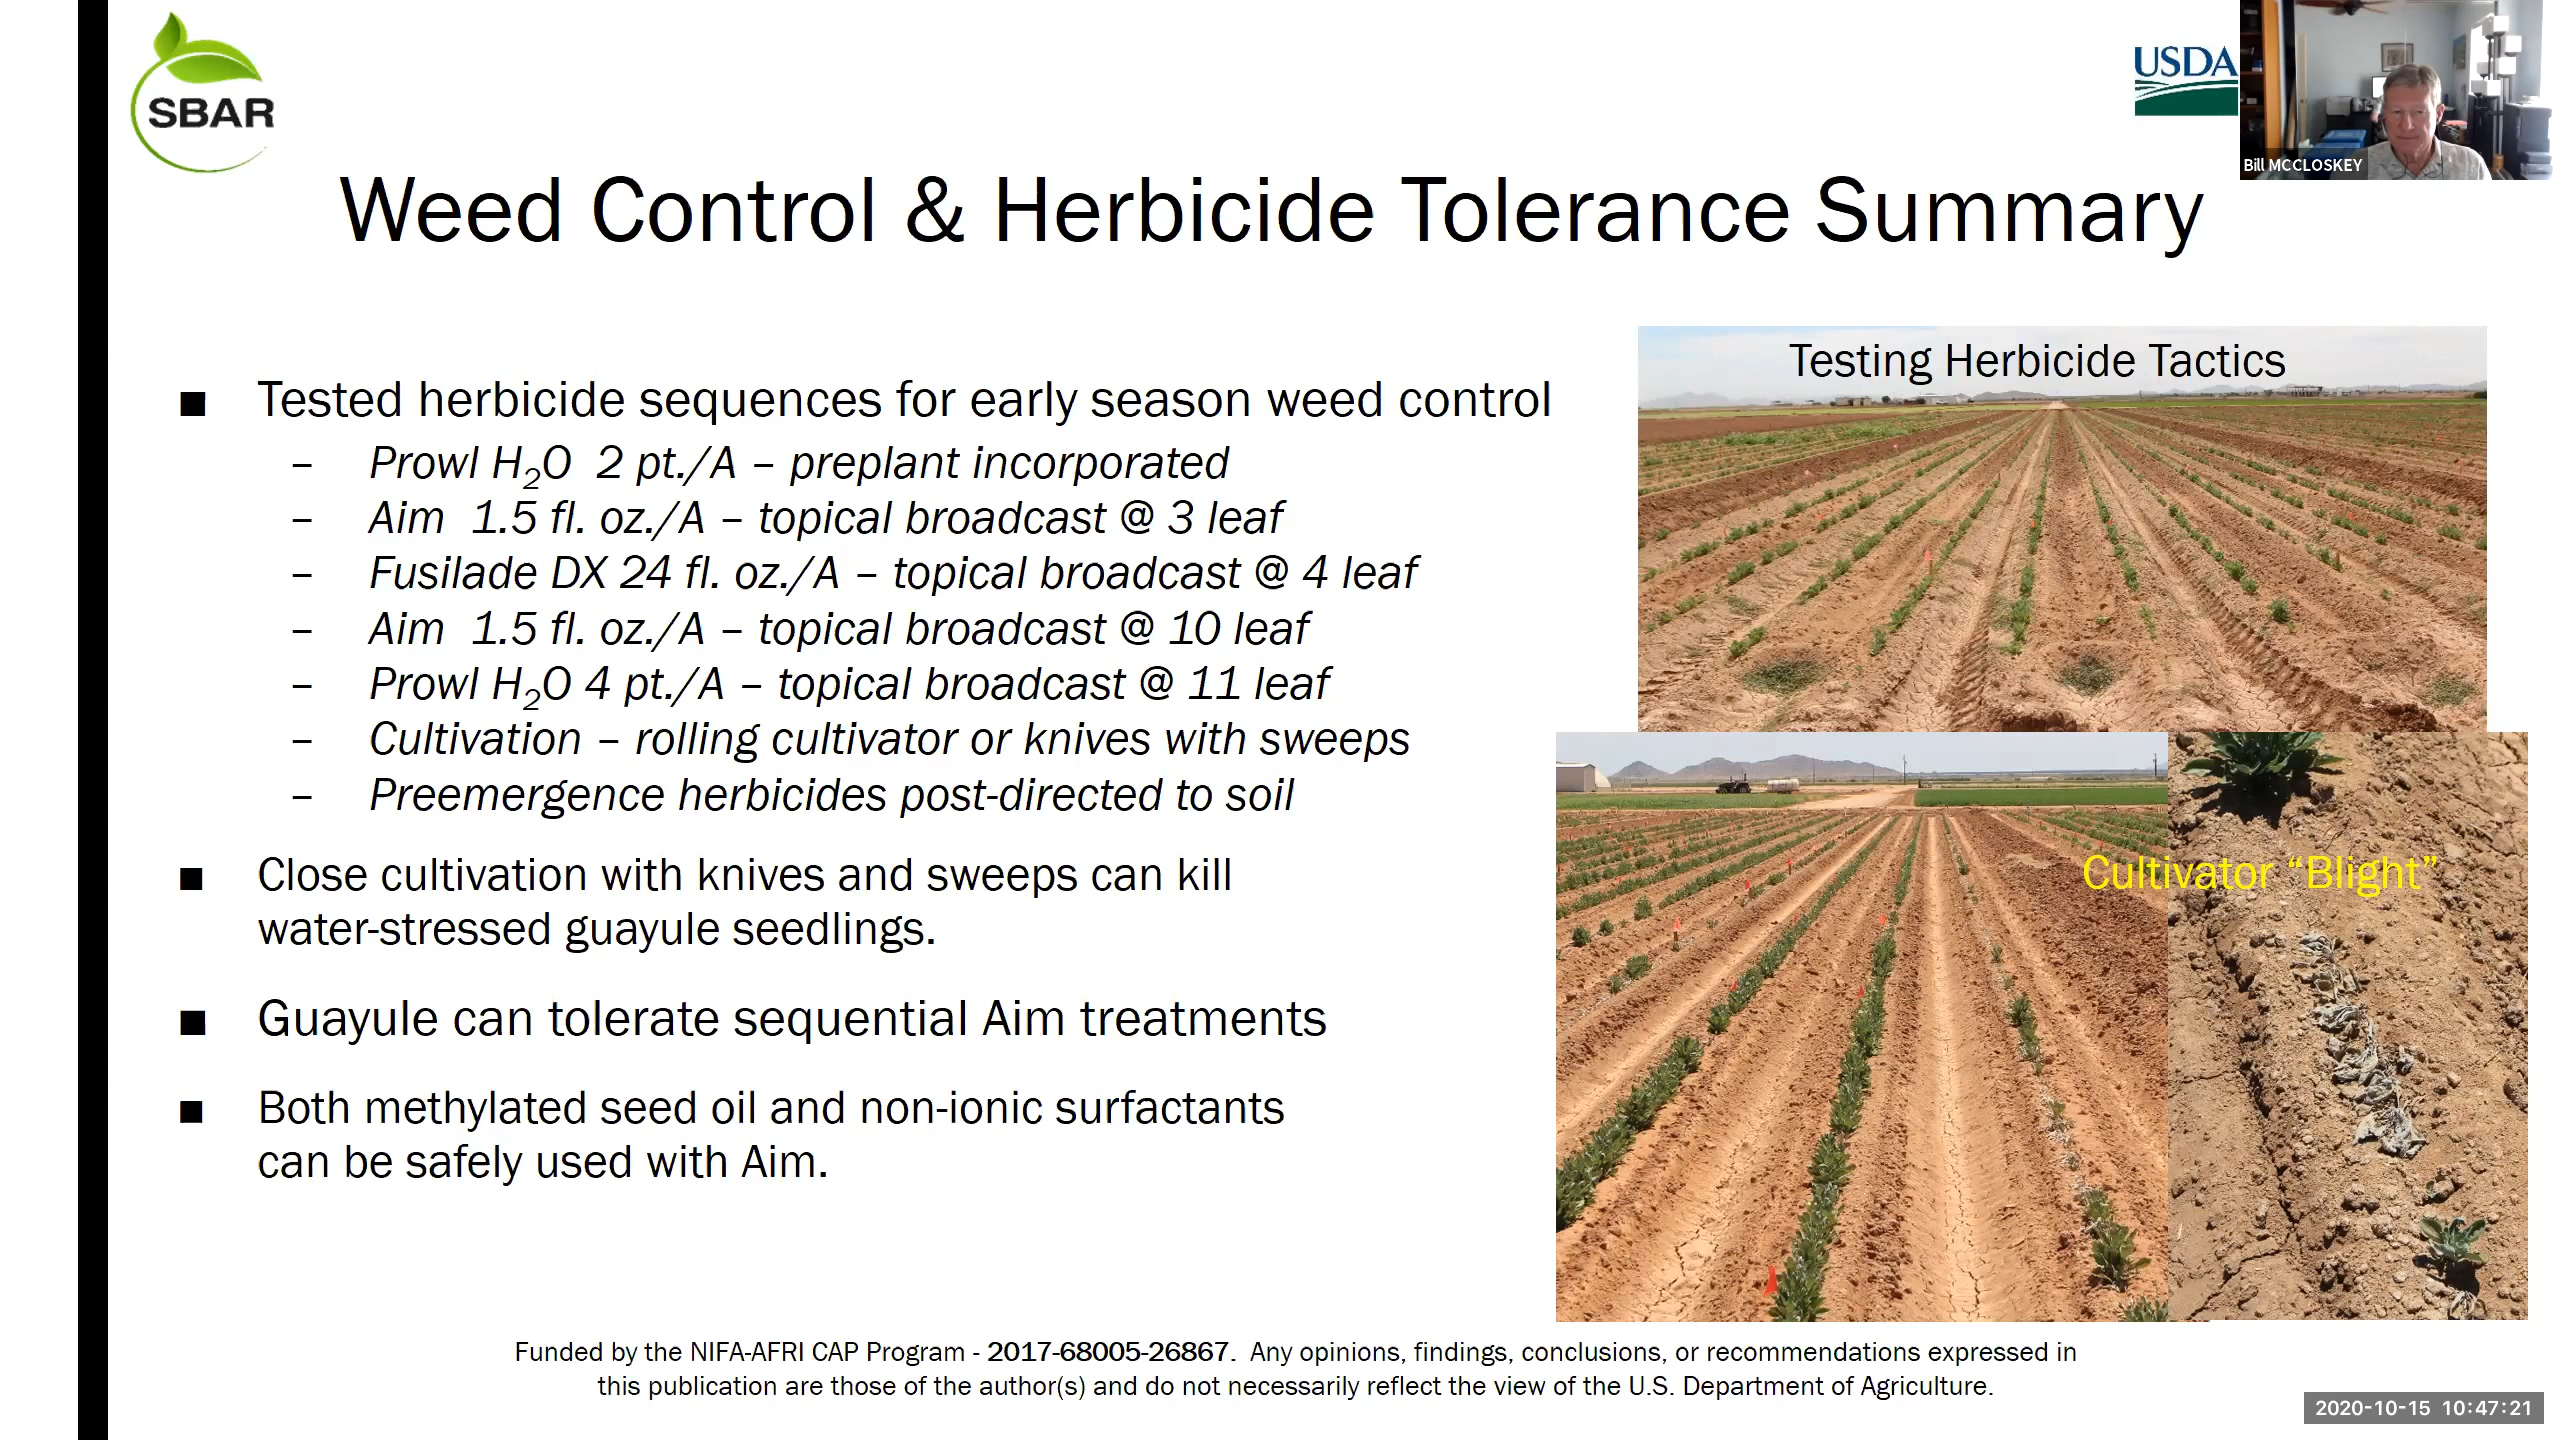 SBAR
USDA
Bill MCCLOSKEY
Weed Control & Herbicide Tolerance Summary
■ Tested herbicide sequences for early season weed control
– Prowl H₂O 2 pt./A – preplant incorporated
– Aim 1.5 fl. oz./A – topical broadcast @ 3 leaf
– Fusilade DX 24 fl. oz./A – topical broadcast @ 4 leaf
– Aim 1.5 fl. oz./A – topical broadcast @ 10 leaf
– Prowl H₂O 4 pt./A – topical broadcast @ 11 leaf
– Cultivation – rolling cultivator or knives with sweeps
– Preemergence herbicides post-directed to soil
■ Close cultivation with knives and sweeps can kill
water-stressed guayule seedlings.
■ Guayule can tolerate sequential Aim treatments
■ Both methylated seed oil and non-ionic surfactants
can be safely used with Aim.
Testing Herbicide Tactics
Cultivator “Blight”
Funded by the NIFA-AFRI CAP Program - 2017-68005-26867. Any opinions, findings, conclusions, or recommendations expressed in
this publication are those of the author(s) and do not necessarily reflect the view of the U.S. Department of Agriculture.
2020-10-15 10:47:21